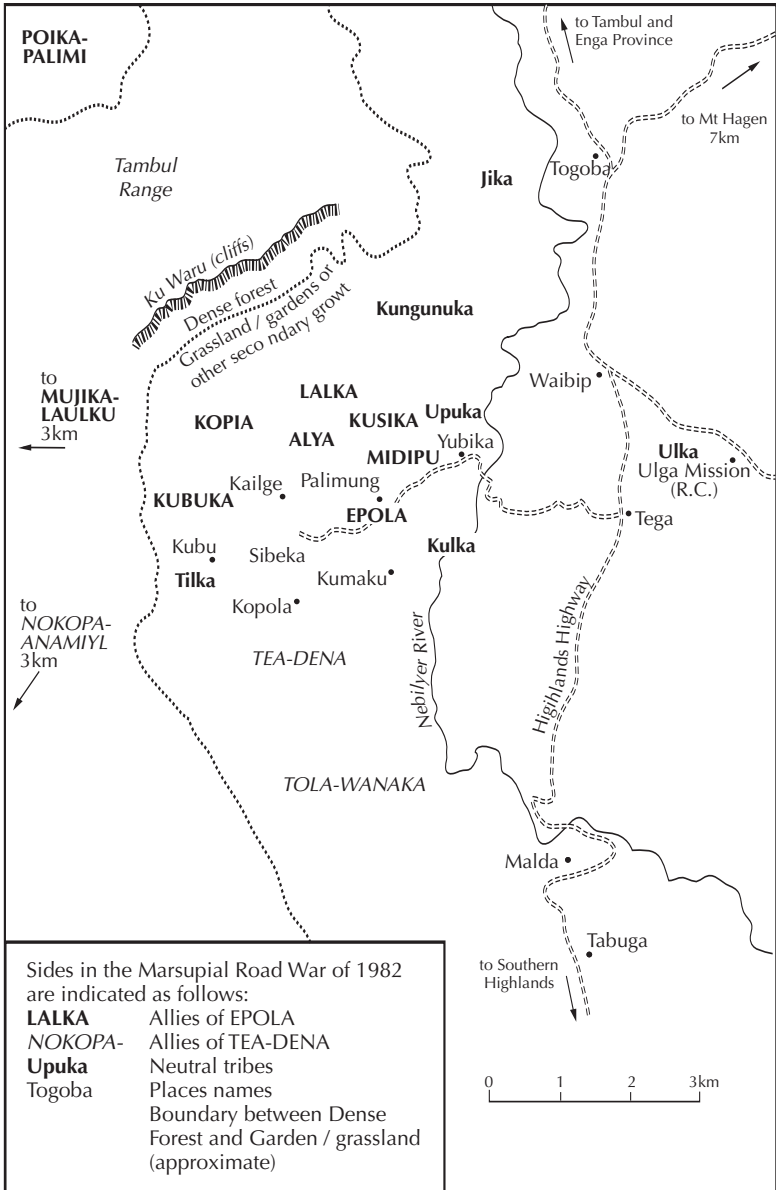 POIKA-
PALIMI
to Tambul and
Enga Province
to Mt Hagen
7km
Tambul
Range
Togoba
Jika
Ku Waru (cliffs)
Dense forest
Grassland / gardens or
other seco ndary growt
Kungunuka
to
MUJIKA-
LAULKU
3km
LALKA
Waibip
KOPIA
KUSIKA
Upuka
ALYA
Yubika
MIDIPU
Ulka
Ulga Mission
(R.C.)
Kailge
Palimung
KUBUKA
EPOLA
Tega
Kubu
Sibeka
Kulka
Tilka
Kumaku
Kopola
to
NOKOPA-
ANAMIYL
3km
TEA-DENA
Nebilyer River
Higihlands Highway
TOLA-WANAKA
Malda
Tabuga
to Southern
Highlands
Sides in the Marsupial Road War of 1982
are indicated as follows:
LALKA Allies of EPOLA
NOKOPA- Allies of TEA-DENA
Upuka Neutral tribes
Togoba Places names
Boundary between Dense
Forest and Garden / grassland
(approximate)
0 1 2 3km